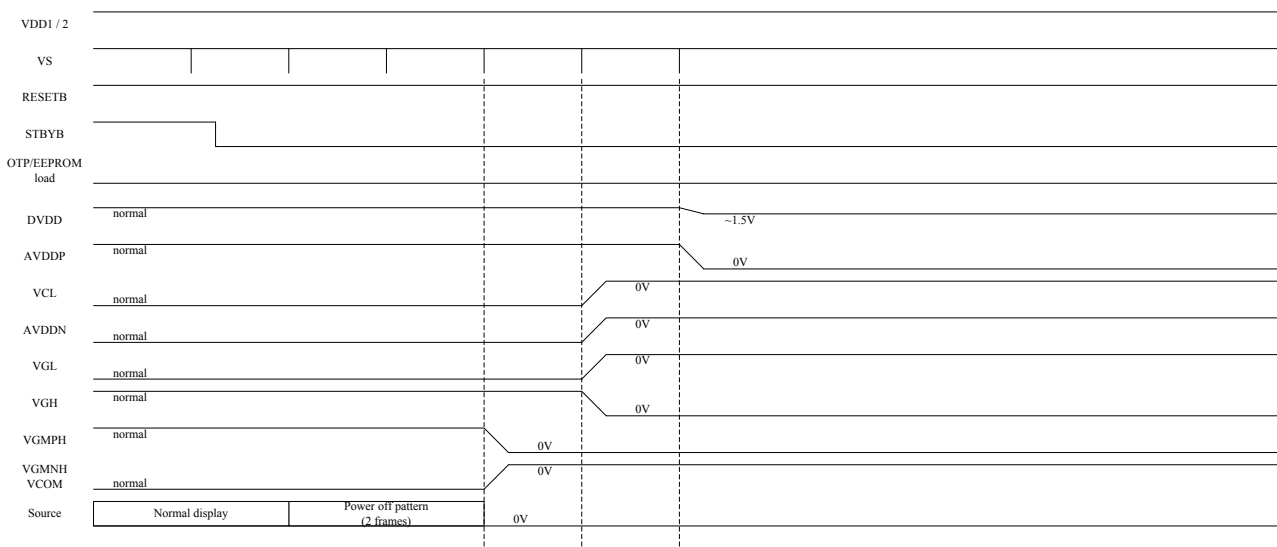 VDD1 / 2
VS
RESETB
STBYB
OTP/EEPROM
load
DVDD normal ~1.5V
AVDDP normal 0V
VCL normal 0V
AVDDN normal 0V
VGL normal 0V
VGH normal 0V
VGMPH normal 0V
VGMNH 0V
VCOM normal
Source Normal display Power off pattern 0V
(2 frames)